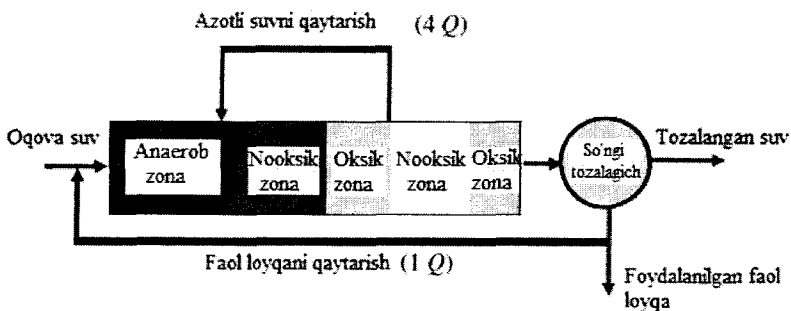 Azotli suvni qaytarish (4 Q)
Oqova suv
Anaerob
zona
Nooksik
zona
Oksik
zona
Nooksik
zona
Oksik
zona
So'ngi
tozalagich
Tozalangan suv
Faol loyqani qaytarish (1 Q)
Foydalanilgan faol
loyqa